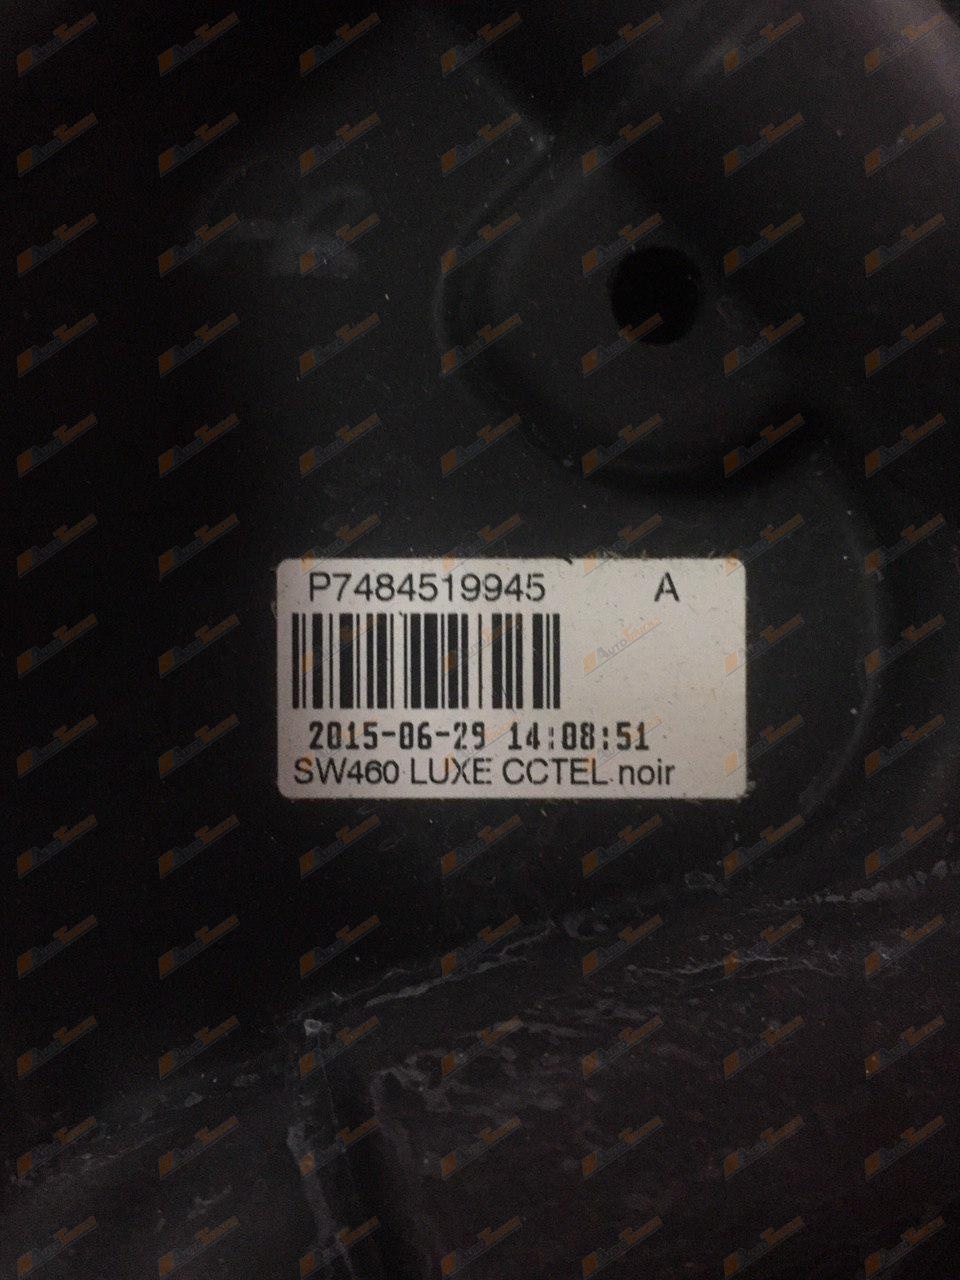 P7484519945 A
2015-06-29 14:08:51
SW460 LUXE CCTEL noir